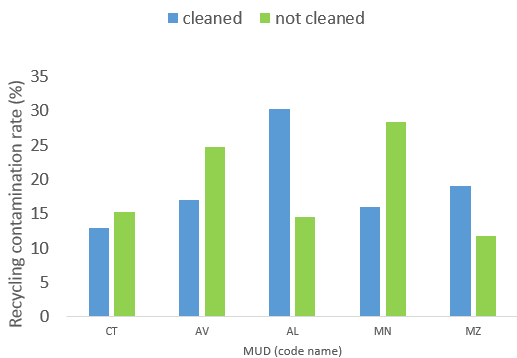 cleaned not cleaned
Recycling contamination rate (%)
35
30
25
20
15
10
5
0
CT AV AL MN MZ
MUD (code name)